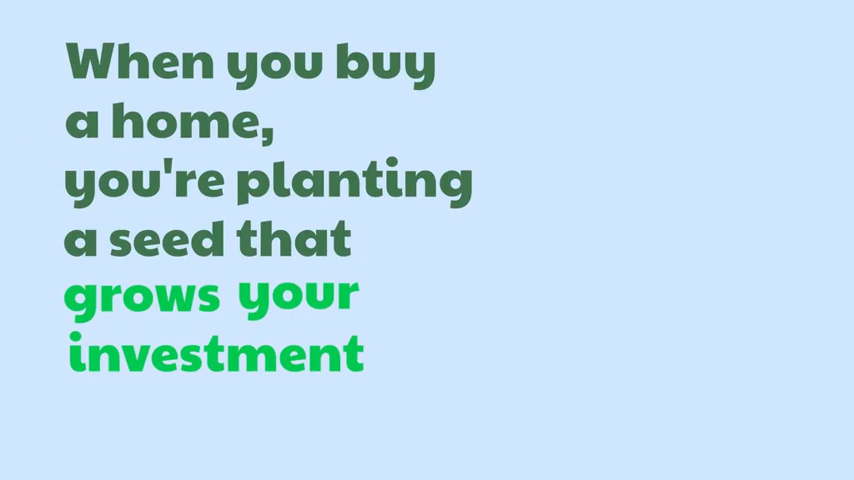 When you buy
a home,
you're planting
a seed that
grows your
investment